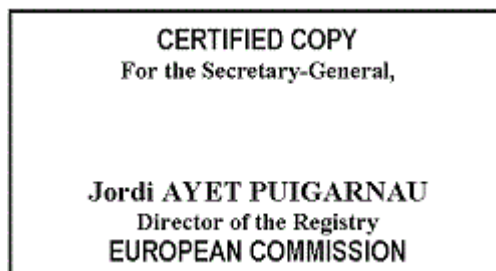 CERTIFIED COPY
For the Secretary-General,
Jordi AYET PUIGARNAU
Director of the Registry
EUROPEAN COMMISSION